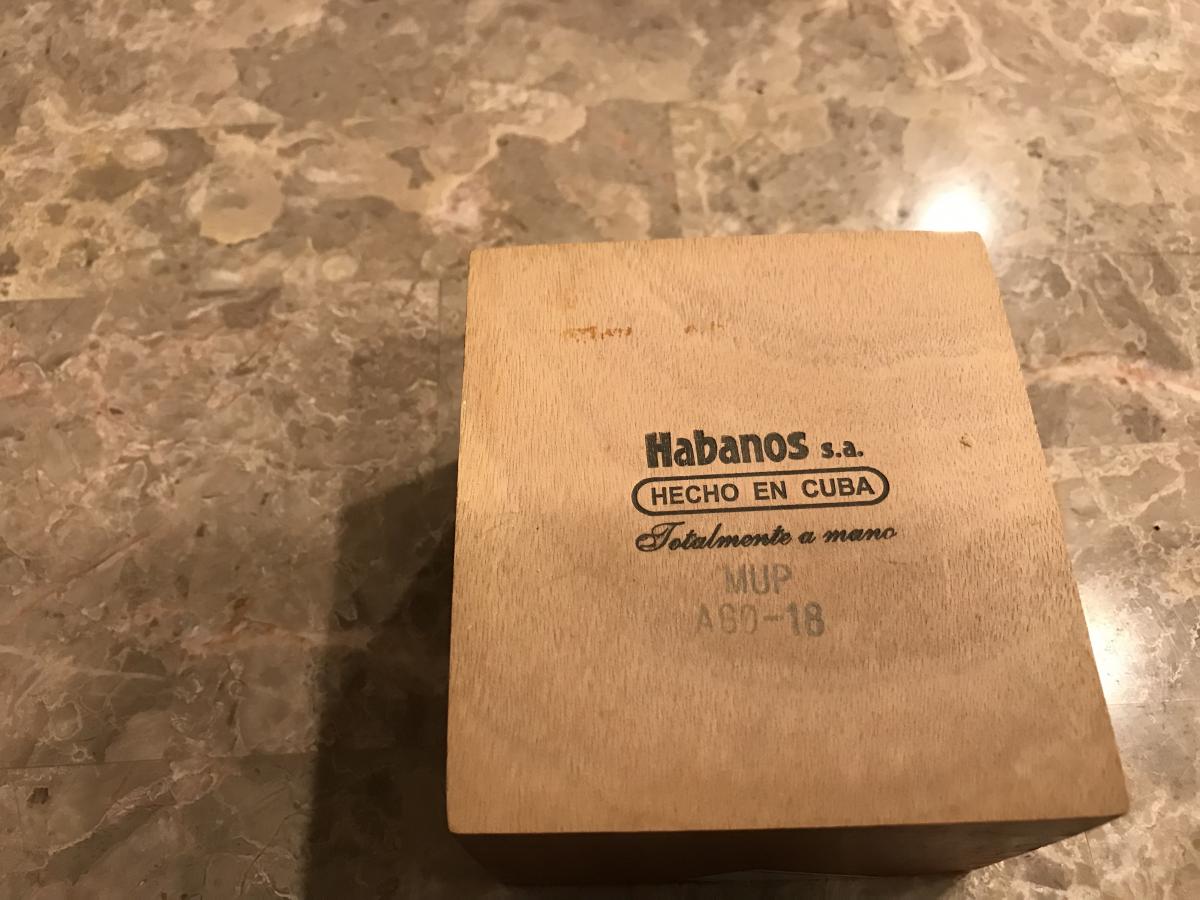 Habanos s.a.
HECHO EN CUBA
Totalmente a mano
MUP
AGO-18